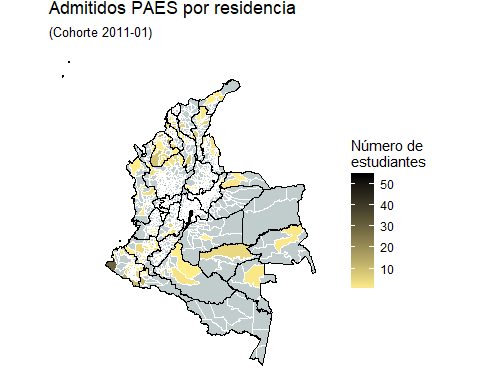 Admitidos PAES por residencia
(Cohorte 2011-01)
Número de
estudiantes
50
40
30
20
10